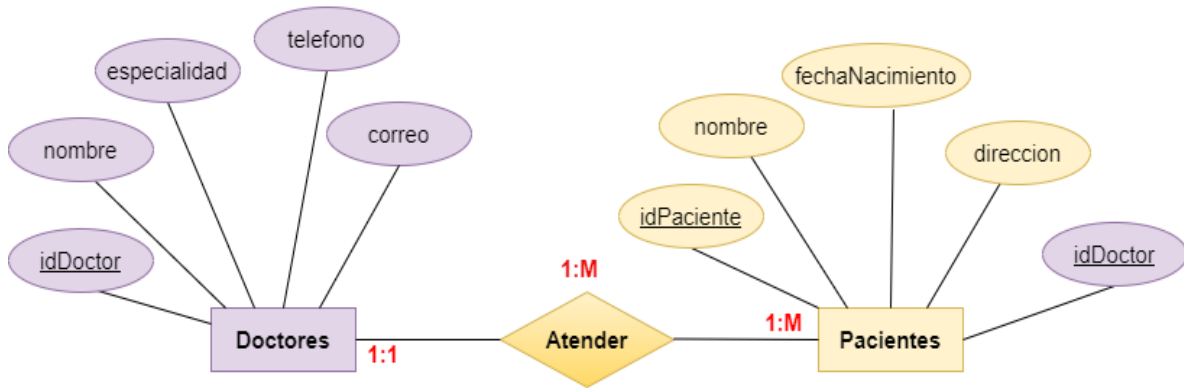 telefono
especialidad
fechaNacimiento
nombre
correo
nombre
direccion
idPaciente
idDoctor
idDoctor
1:M
Doctores
1:1
Atender
1:M
Pacientes